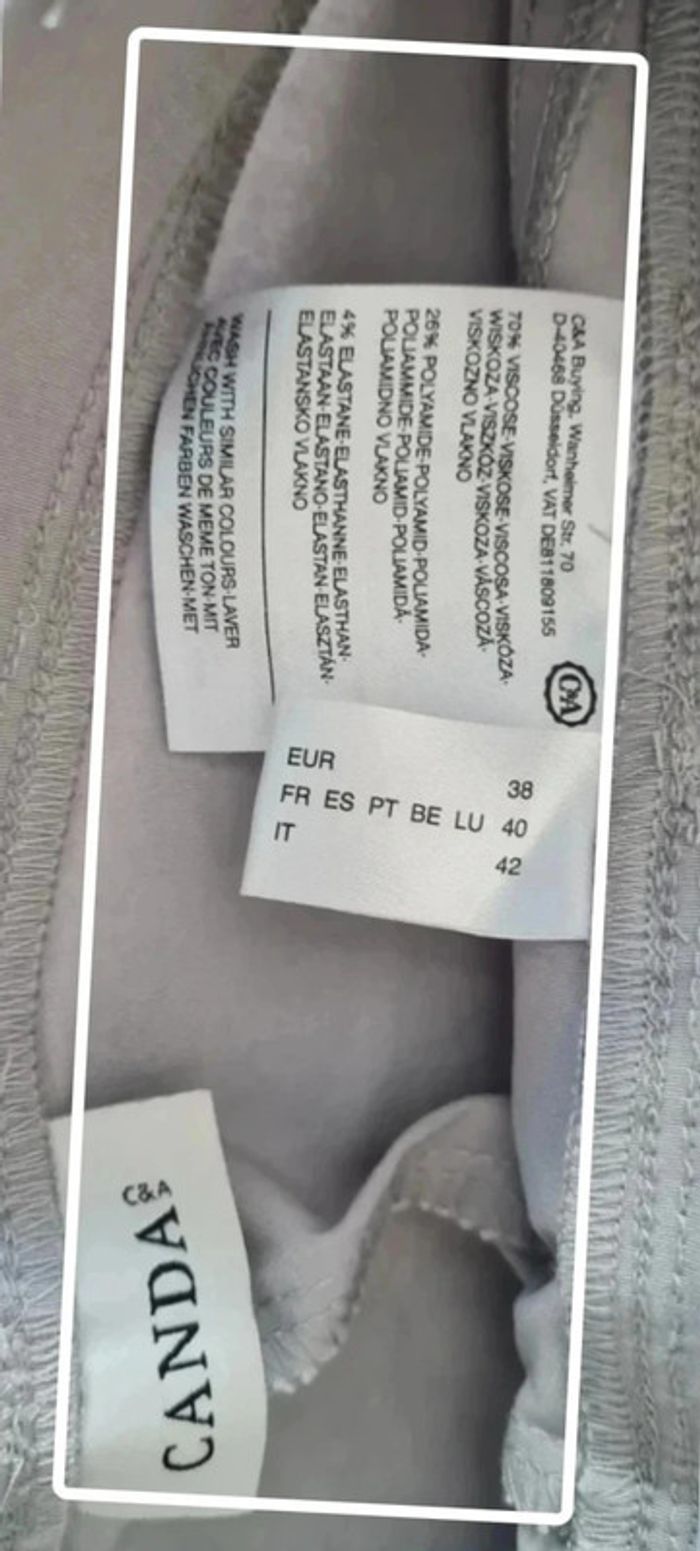 C&A Buying, Wanheimer Str. 70
D-40468 Düsseldorf, VAT DE811809155
C&A
70% VISCOSE·VISKOSE·VISCOSA·VISKÓZA·
WISKOZA·VISZKÓZ·VISKOZA·VÂSCOZĂ·
VISKOZNO VLAKNO
26% POLYAMIDE·POLYAMID·POLIAMIDA·
POLIAMMIDE·POLIAMID·POLIAMIDĂ·
POLIAMIDNO VLAKNO
4% ELASTANE·ELASTHANNE·ELASTHAN·
ELASTAAN·ELASTANO·ELASTAN·ELASZTÁN·
ELASTANSKO VLAKNO
WASH WITH SIMILAR COLOURS·LAVER
AVEC COULEURS DE MEME TON·MIT
FARBEN WASCHEN·MET
EUR 38
FR ES PT BE LU 40
IT 42
C&A
CANDA